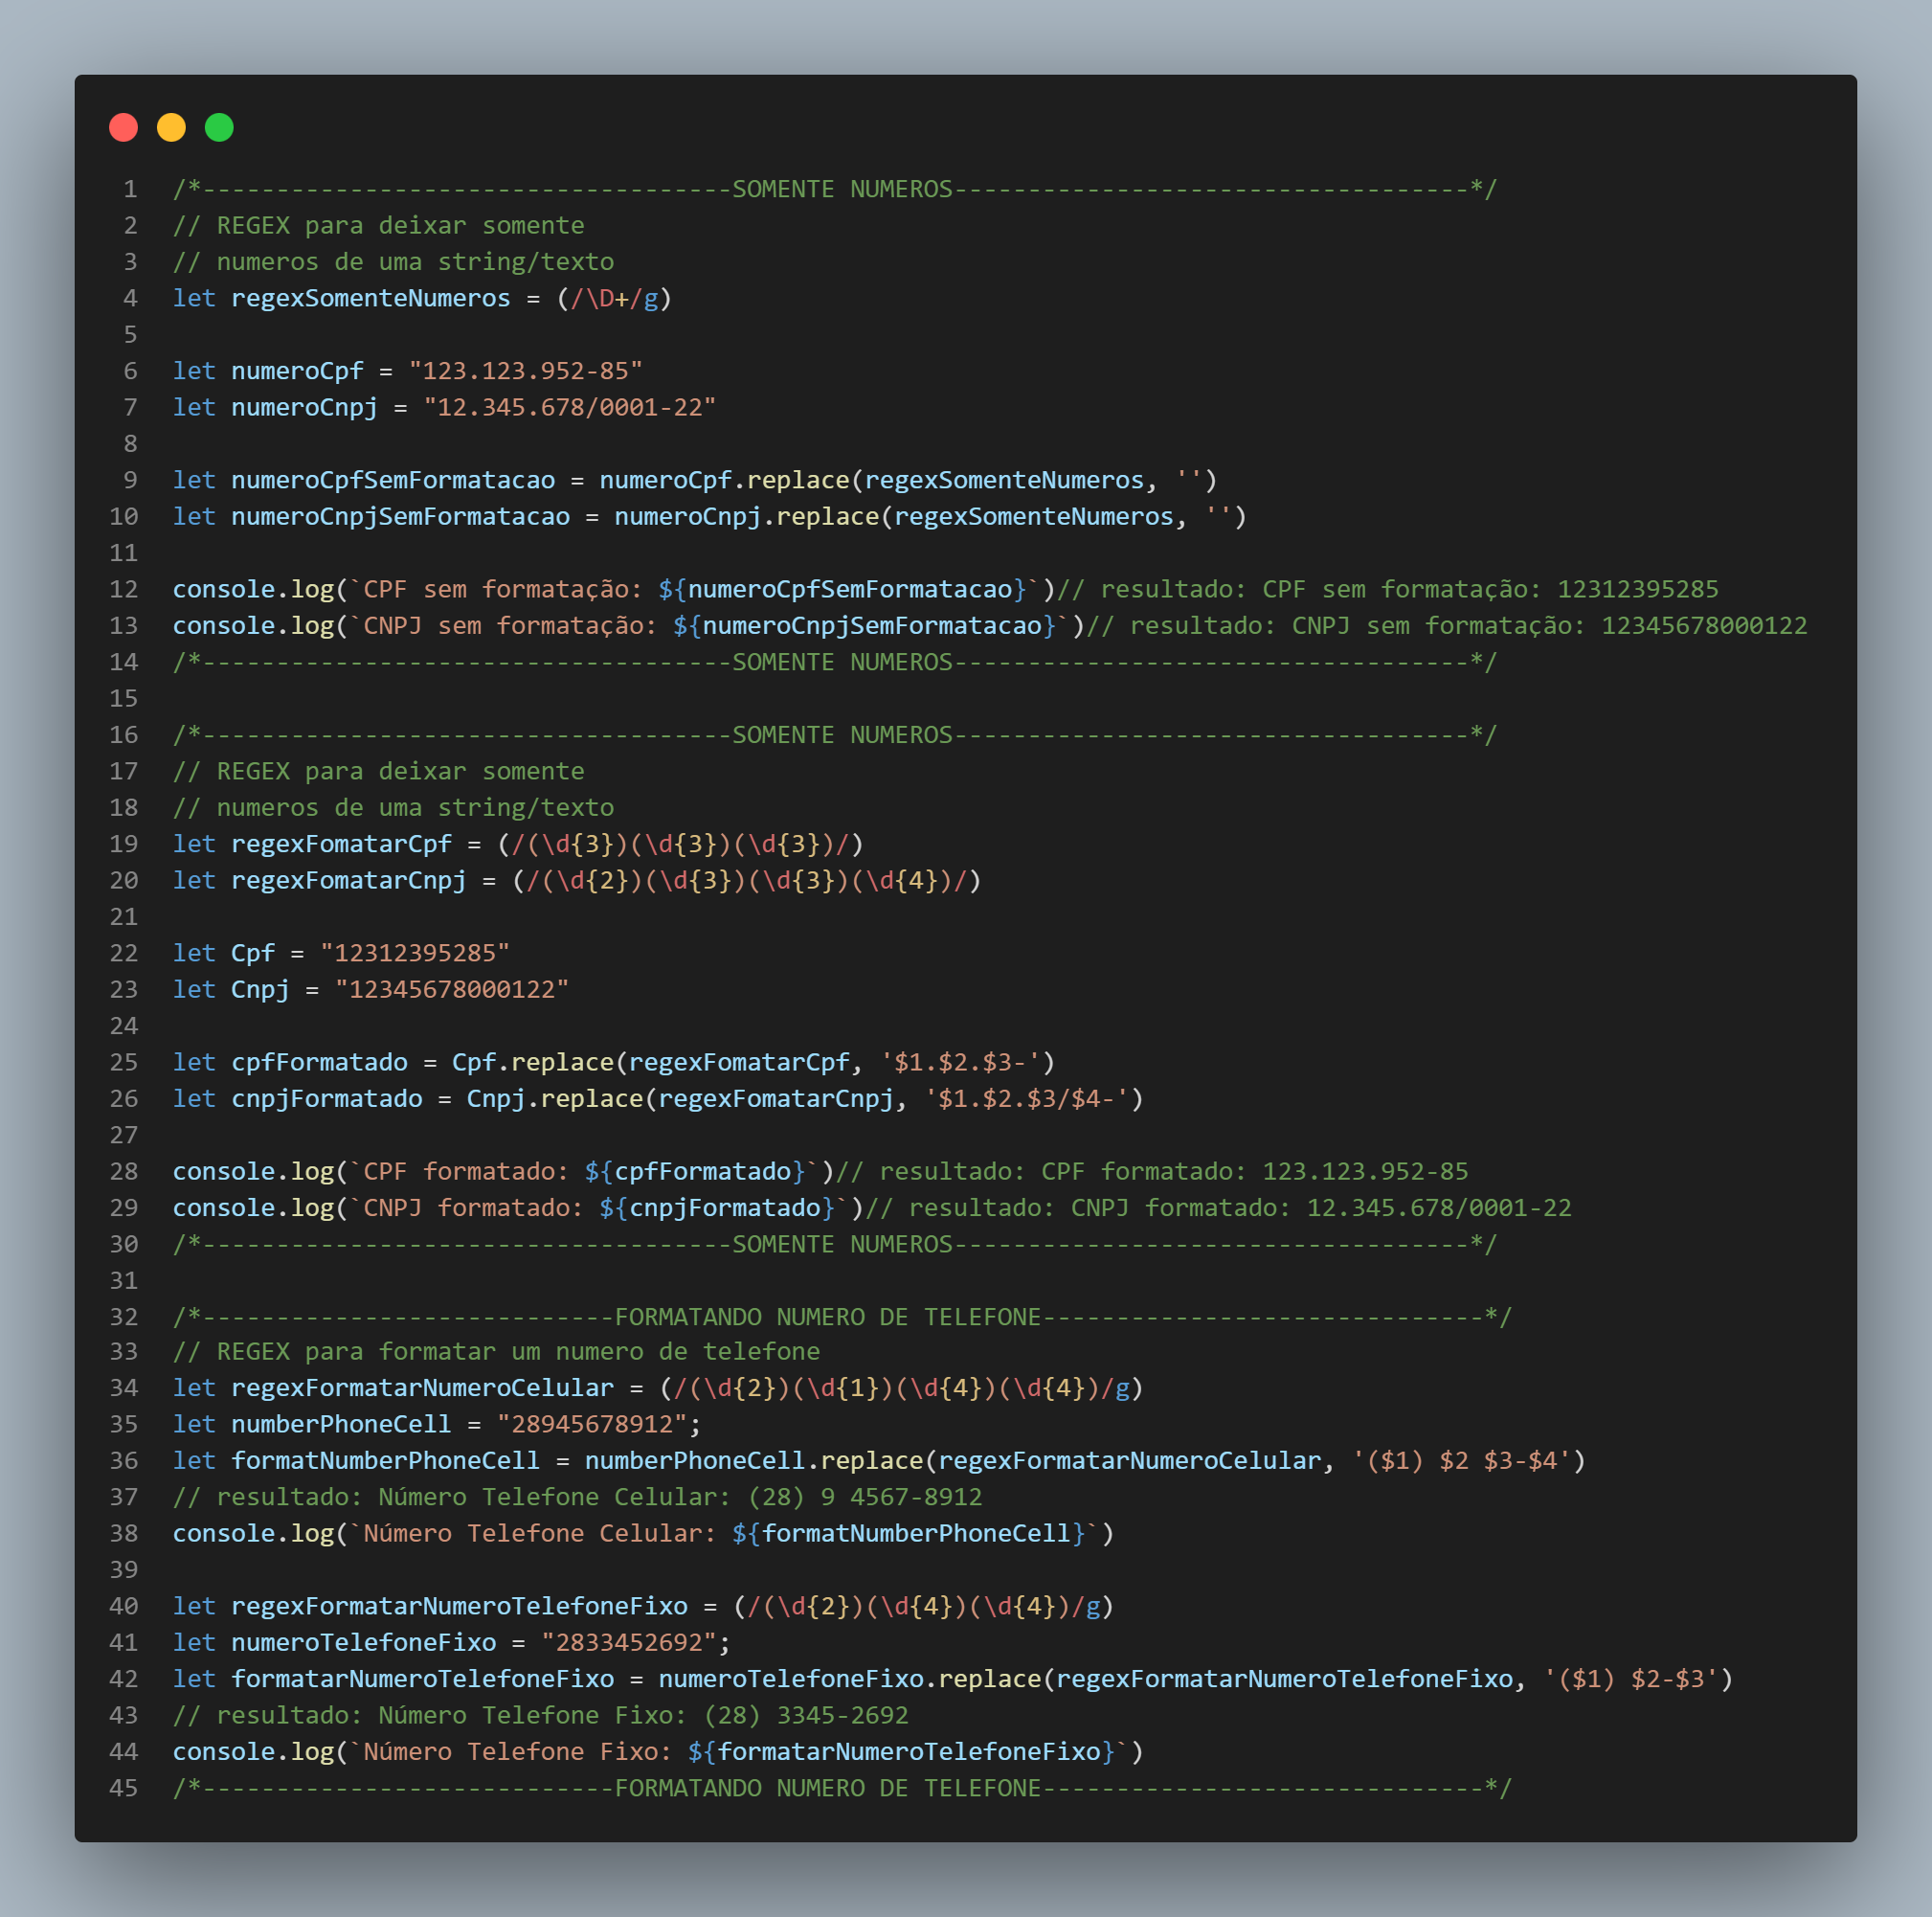 1 /*------------------------------------SOMENTE NUMEROS-----------------------------------*/
2 // REGEX para deixar somente
3 // numeros de uma string/texto
4 let regexSomenteNumeros = (/\D+/g)
5
6 let numeroCpf = "123.123.952-85"
7 let numeroCnpj = "12.345.678/0001-22"
8
9 let numeroCpfSemFormatacao = numeroCpf.replace(regexSomenteNumeros, '')
10 let numeroCnpjSemFormatacao = numeroCnpj.replace(regexSomenteNumeros, '')
11
12 console.log(`CPF sem formatação: ${numeroCpfSemFormatacao}`)// resultado: CPF sem formatação: 12312395285
13 console.log(`CNPJ sem formatação: ${numeroCnpjSemFormatacao}`)// resultado: CNPJ sem formatação: 12345678000122
14 /*------------------------------------SOMENTE NUMEROS-----------------------------------*/
15
16 /*------------------------------------SOMENTE NUMEROS-----------------------------------*/
17 // REGEX para deixar somente
18 // numeros de uma string/texto
19 let regexFomatarCpf = (/(\d{3})(\d{3})(\d{3})/)
20 let regexFomatarCnpj = (/(\d{2})(\d{3})(\d{3})(\d{4})/)
21
22 let Cpf = "12312395285"
23 let Cnpj = "12345678000122"
24
25 let cpfFormatado = Cpf.replace(regexFomatarCpf, '$1.$2.$3-')
26 let cnpjFormatado = Cnpj.replace(regexFomatarCnpj, '$1.$2.$3/$4-')
27
28 console.log(`CPF formatado: ${cpfFormatado}`)// resultado: CPF formatado: 123.123.952-85
29 console.log(`CNPJ formatado: ${cnpjFormatado}`)// resultado: CNPJ formatado: 12.345.678/0001-22
30 /*------------------------------------SOMENTE NUMEROS-----------------------------------*/
31
32 /*----------------------------FORMATANDO NUMERO DE TELEFONE------------------------------*/
33 // REGEX para formatar um numero de telefone
34 let regexFormatarNumeroCelular = (/(\d{2})(\d{1})(\d{4})(\d{4})/g)
35 let numberPhoneCell = "28945678912";
36 let formatNumberPhoneCell = numberPhoneCell.replace(regexFormatarNumeroCelular, '($1) $2 $3-$4')
37 // resultado: Número Telefone Celular: (28) 9 4567-8912
38 console.log(`Número Telefone Celular: ${formatNumberPhoneCell}`)
39
40 let regexFormatarNumeroTelefoneFixo = (/(\d{2})(\d{4})(\d{4})/g)
41 let numeroTelefoneFixo = "2833452692";
42 let formatarNumeroTelefoneFixo = numeroTelefoneFixo.replace(regexFormatarNumeroTelefoneFixo, '($1) $2-$3')
43 // resultado: Número Telefone Fixo: (28) 3345-2692
44 console.log(`Número Telefone Fixo: ${formatarNumeroTelefoneFixo}`)
45 /*----------------------------FORMATANDO NUMERO DE TELEFONE------------------------------*/